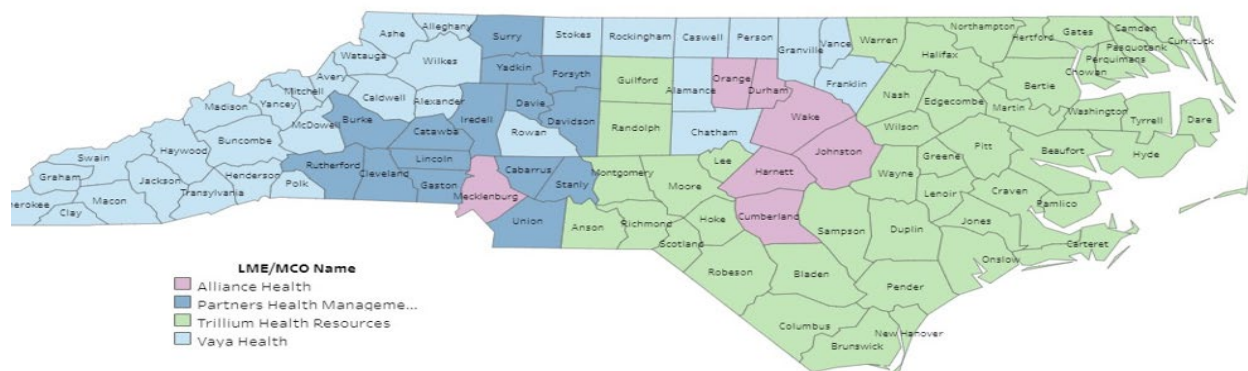 Ashe
Alleghany
Surry
Stokes
Rockingham
Caswell
Person
Granville
Vance
Warren
Northampton
Hertford
Gates
Camden
Currituck
Pasquotank
Perquimans
Chowan
Halifax
Watauga
Wilkes
Yadkin
Forsyth
Guilford
Alamance
Orange
Durham
Franklin
Nash
Edgecombe
Bertie
Martin
Washington
Tyrrell
Dare
Avery
Mitchell
Yancey
Madison
Caldwell
Alexander
Iredell
Davie
Davidson
Randolph
Chatham
Wake
Wilson
Pitt
Beaufort
Hyde
McDowell
Burke
Catawba
Rowan
Buncombe
Haywood
Swain
Graham
Jackson
Henderson
Rutherford
Cleveland
Lincoln
Gaston
Cabarrus
Stanly
Montgomery
Moore
Lee
Harnett
Johnston
Wayne
Greene
Lenoir
Craven
Pamlico
herokee
Clay
Macon
Transylvania
Polk
Mecklenburg
Union
Anson
Richmond
Hoke
Scotland
Cumberland
Sampson
Duplin
Jones
Onslow
Carteret
Robeson
Bladen
Pender
Columbus
New Hanover
Brunswick
LME/MCO Name
Alliance Health
Partners Health Manageme...
Trillium Health Resources
Vaya Health